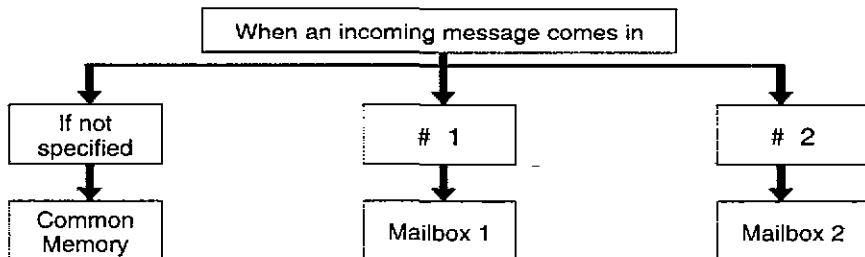 When an incoming message comes in
If not
specified
# 1
# 2
Common
Memory
Mailbox 1
Mailbox 2